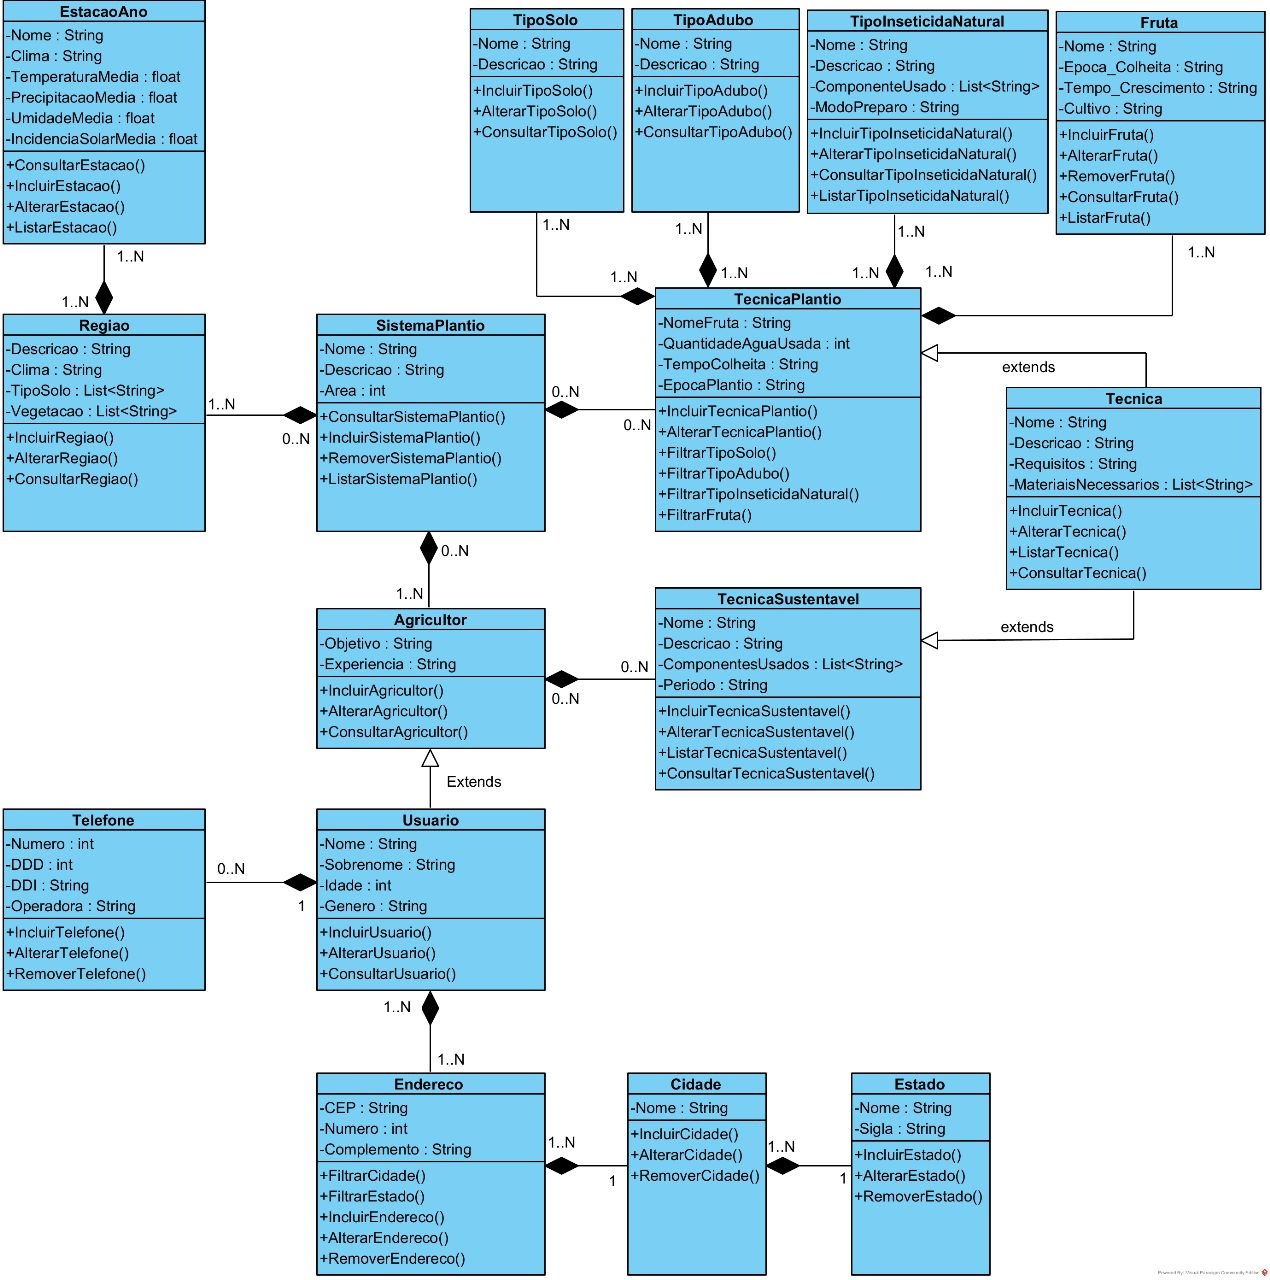 EstacaoAno
-Nome : String
-Clima : String
-TemperaturaMedia : float
-PrecipitacaoMedia : float
-UmidadeMedia : float
-IncidenciaSolarMedia : float
+ConsultarEstacao()
+IncluirEstacao()
+AlterarEstacao()
+ListarEstacao()
TipoSolo
-Nome : String
-Descricao : String
+IncluirTipoSolo()
+AlterarTipoSolo()
+ConsultarTipoSolo()
TipoAdubo
-Nome : String
-Descricao : String
+IncluirTipoAdubo()
+AlterarTipoAdubo()
+ConsultarTipoAdubo()
TipoInseticidaNatural
-Nome : String
-Descricao : String
-ComponenteUsado : List<String>
-ModoPreparo : String
+IncluirTipoInseticidaNatural()
+AlterarTipoInseticidaNatural()
+ConsultarTipoInseticidaNatural()
+ListarTipoInseticidaNatural()
Fruta
-Nome : String
-Epoca_Colheita : String
-Tempo_Crescimento : String
-Cultivo : String
+IncluirFruta()
+AlterarFruta()
+RemoverFruta()
+ConsultarFruta()
+ListarFruta()
1..N
1..N
1..N
1..N
1..N
1..N
1..N
1..N
1..N
1..N
Regiao
-Descricao : String
-Clima : String
-TipoSolo : List<String>
-Vegetacao : List<String>
+IncluirRegiao()
+AlterarRegiao()
+ConsultarRegiao()
1..N
0..N
SistemaPlantio
-Nome : String
-Descricao : String
-Area : int
+ConsultarSistemaPlantio()
+IncluirSistemaPlantio()
+RemoverSistemaPlantio()
+ListarSistemaPlantio()
0..N
0..N
TecnicaPlantio
-NomeFruta : String
-QuantidadeAguaUsada : int
-TempoColheita : String
-EpocaPlantio : String
+IncluirTecnicaPlantio()
+AlterarTecnicaPlantio()
+FiltrarTipoSolo()
+FiltrarTipoAdubo()
+FiltrarTipoInseticidaNatural()
+FiltrarFruta()
extends
Tecnica
-Nome : String
-Descricao : String
-Requisitos : String
-MateriaisNecessarios : List<String>
+IncluirTecnica()
+AlterarTecnica()
+ListarTecnica()
+ConsultarTecnica()
extends
0..N
1..N
Agricultor
-Objetivo : String
-Experiencia : String
+IncluirAgricultor()
+AlterarAgricultor()
+ConsultarAgricultor()
0..N
0..N
TecnicaSustentavel
-Nome : String
-Descricao : String
-ComponentesUsados : List<String>
-Periodo : String
+IncluirTecnicaSustentavel()
+AlterarTecnicaSustentavel()
+ListarTecnicaSustentavel()
+ConsultarTecnicaSustentavel()
Extends
Telefone
-Numero : int
-DDD : int
-DDI : String
-Operadora : String
+IncluirTelefone()
+AlterarTelefone()
+RemoverTelefone()
0..N
1
Usuario
-Nome : String
-Sobrenome : String
-Idade : int
-Genero : String
+IncluirUsuario()
+AlterarUsuario()
+ConsultarUsuario()
1..N
1..N
Endereco
-CEP : String
-Numero : int
-Complemento : String
+FiltrarCidade()
+FiltrarEstado()
+IncluirEndereco()
+AlterarEndereco()
+RemoverEndereco()
1..N
1
Cidade
-Nome : String
+IncluirCidade()
+AlterarCidade()
+RemoverCidade()
1..N
1
Estado
-Nome : String
-Sigla : String
+IncluirEstado()
+AlterarEstado()
+RemoverEstado()
Powered By Visual Paradigm Community Edition